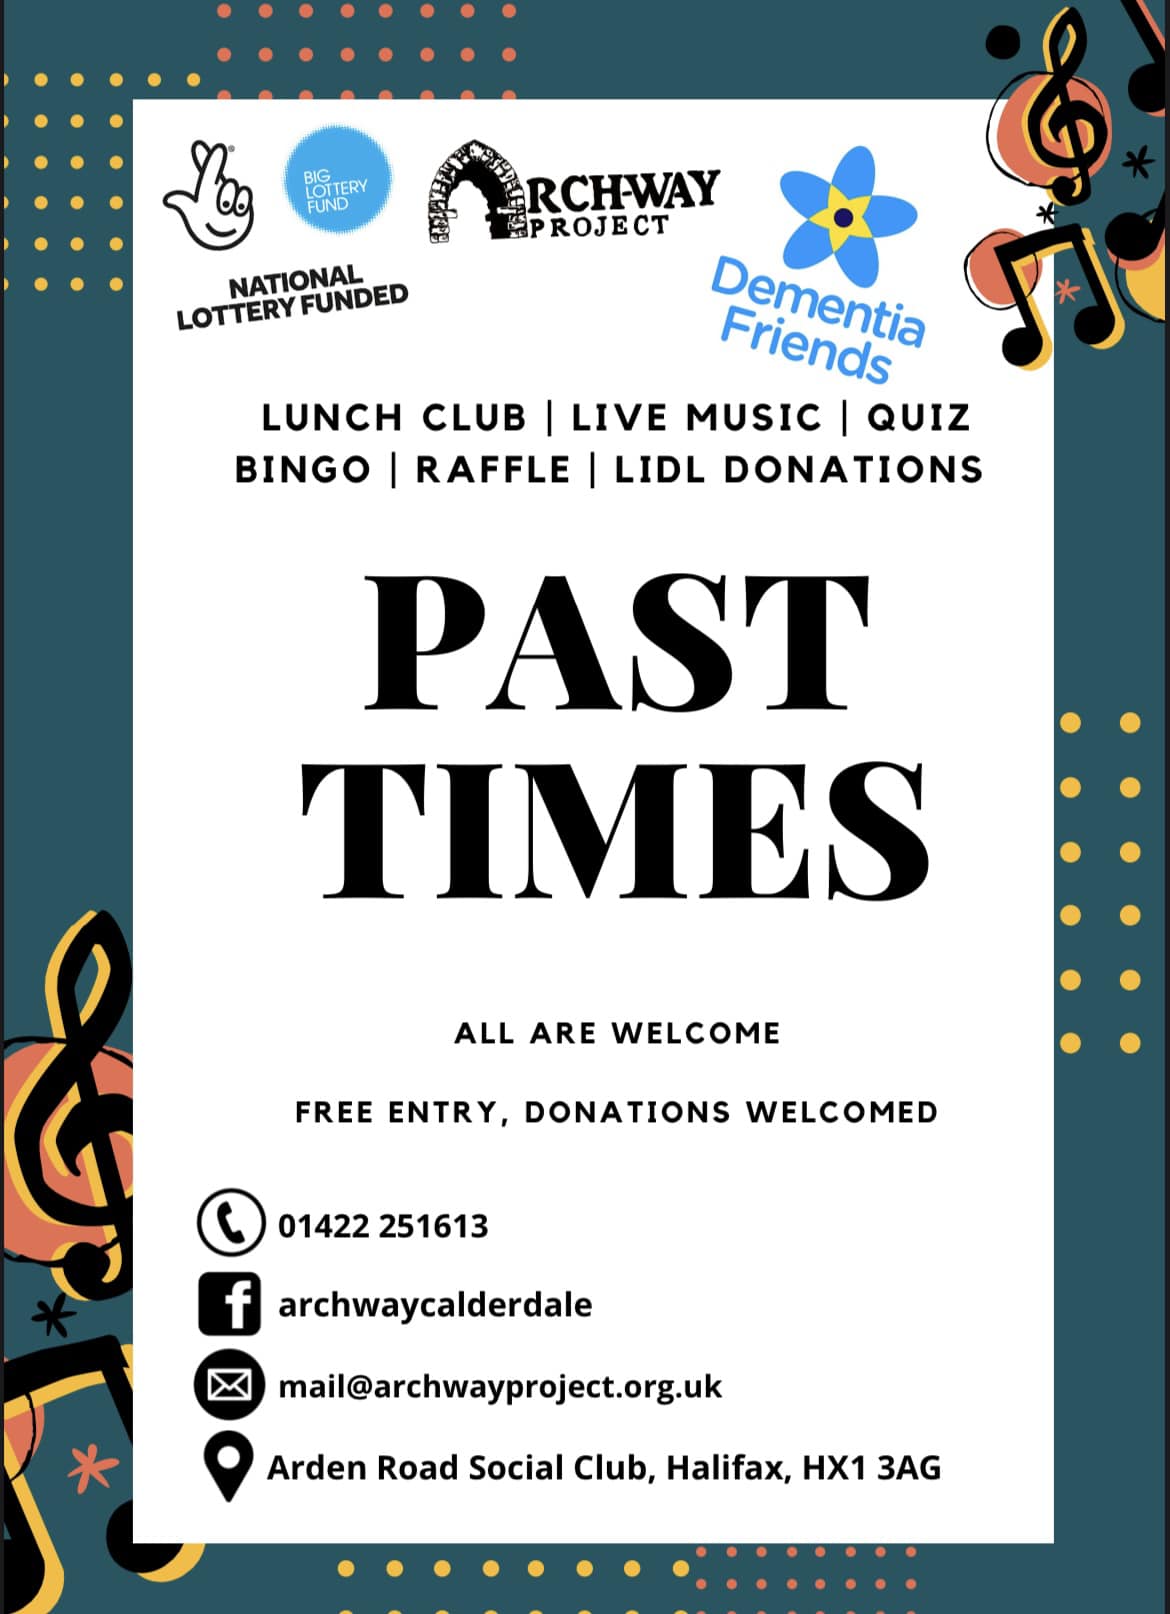 BIG
LOTTERY
FUND
NATIONAL
LOTTERY FUNDED
ARCHWAY
PROJECT
Dementia
Friends
LUNCH CLUB | LIVE MUSIC | QUIZ
BINGO | RAFFLE | LIDL DONATIONS
PAST
TIMES
ALL ARE WELCOME
FREE ENTRY, DONATIONS WELCOMED
01422 251613
archwaycalderdale
mail@archwayproject.org.uk
Arden Road Social Club, Halifax, HX1 3AG